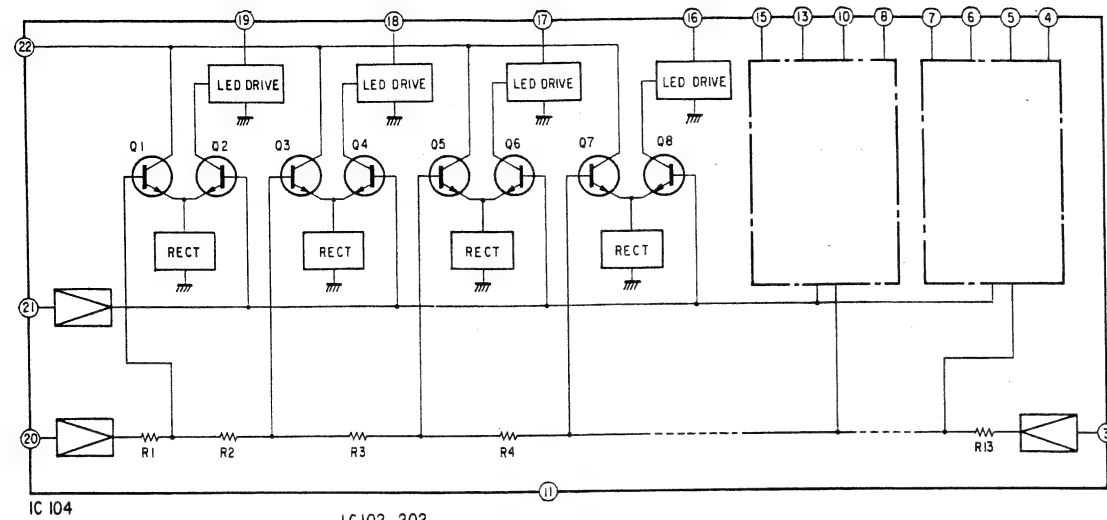 19 18 17 16 15 13 10 8 7 6 5 4
22
LED DRIVE LED DRIVE LED DRIVE LED DRIVE
Q1 Q2 Q3 Q4 Q5 Q6 Q7 Q8
RECT RECT RECT RECT
21
20
R1 R2 R3 R4 R13
3
11
IC 104